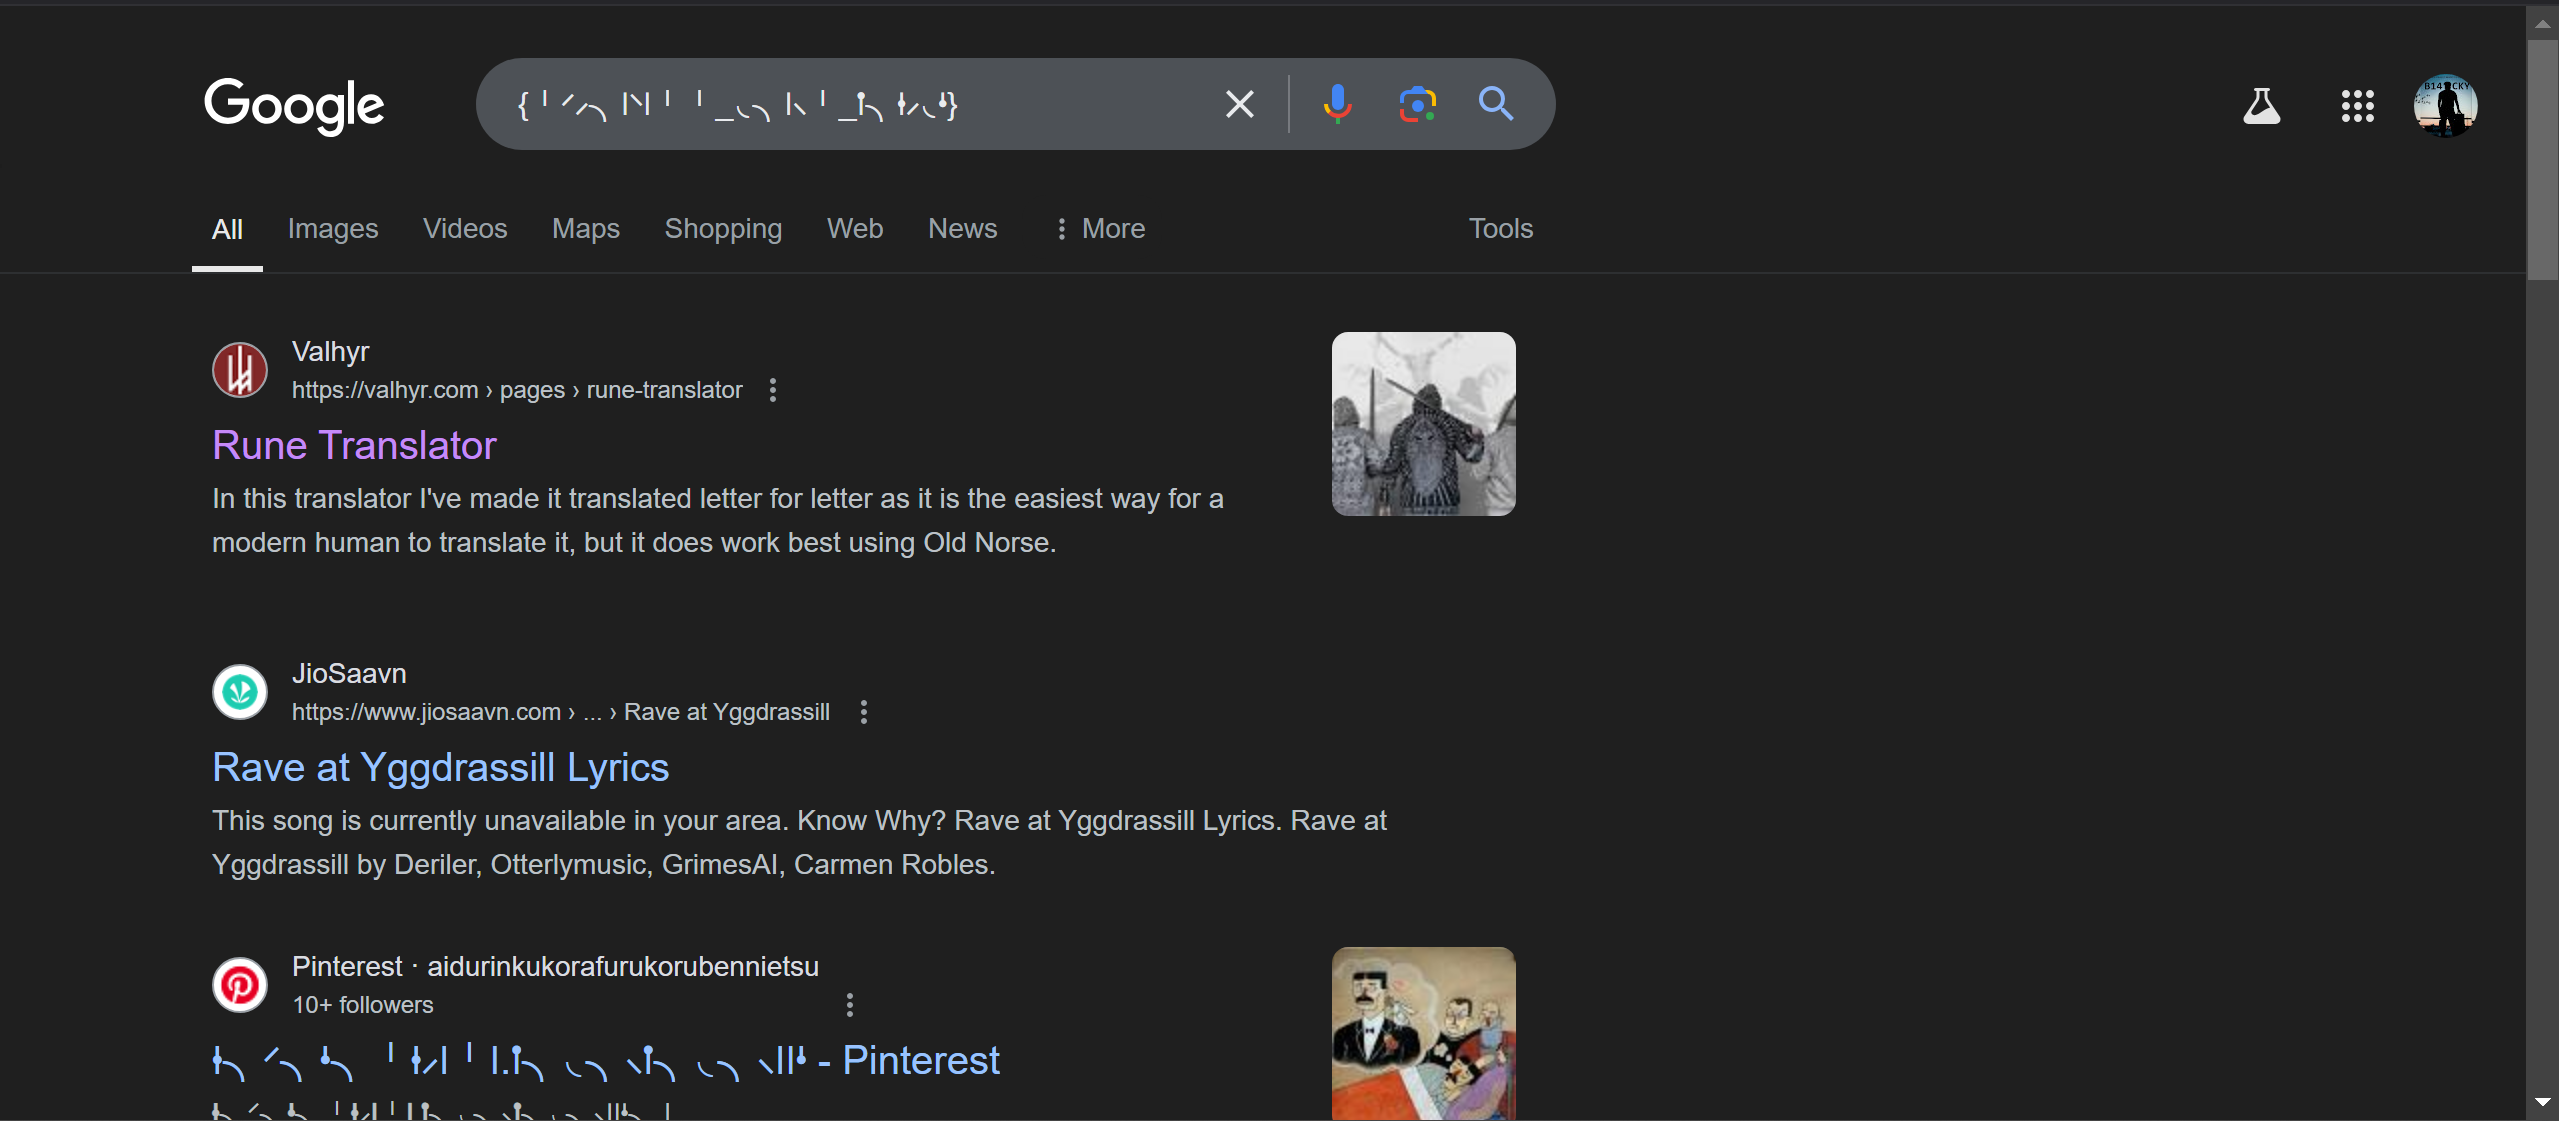 Google
All Images Videos Maps Shopping Web News More Tools
Valhyr
https://valhyr.com › pages › rune-translator
Rune Translator
In this translator I've made it translated letter for letter as it is the easiest way for a
modern human to translate it, but it does work best using Old Norse.
JioSaavn
https://www.jiosaavn.com › ... › Rave at Yggdrassill
Rave at Yggdrassill Lyrics
This song is currently unavailable in your area. Know Why? Rave at Yggdrassill Lyrics. Rave at
Yggdrassill by Deriler, Otterlymusic, GrimesAI, Carmen Robles.
Pinterest · aidurinkukorafurukorubennietsu
10+ followers
- Pinterest